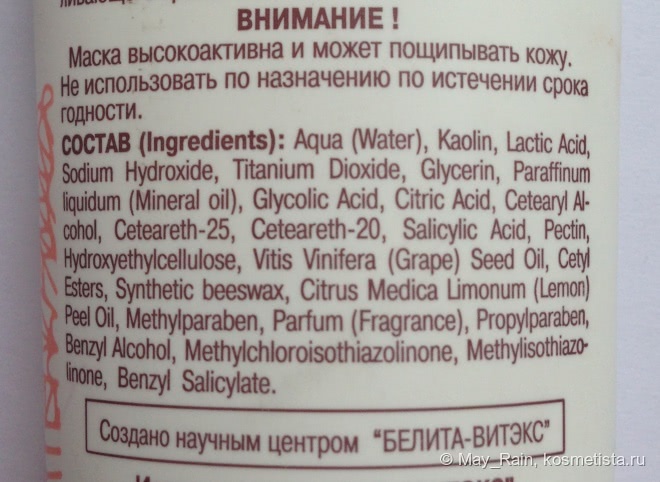 ВНИМАНИЕ !
Маска высокоактивна и может пощипывать кожу.
Не использовать по назначению по истечении срока
годности.
СОСТАВ (Ingredients): Aqua (Water), Kaolin, Lactic Acid,
Sodium Hydroxide, Titanium Dioxide, Glycerin, Paraffinum
liquidum (Mineral oil), Glycolic Acid, Citric Acid, Cetearyl Al-
cohol, Ceteareth-25, Ceteareth-20, Salicylic Acid, Pectin,
Hydroxyethylcellulose, Vitis Vinifera (Grape) Seed Oil, Cetyl
Esters, Synthetic beeswax, Citrus Medica Limonum (Lemon)
Peel Oil, Methylparaben, Parfum (Fragrance), Propylparaben,
Benzyl Alcohol, Methylchloroisothiazolinone, Methylisothiazo-
linone, Benzyl Salicylate.
Создано научным центром "БЕЛИТА-ВИТЭКС"
© May_Rain, kosmetista.ru